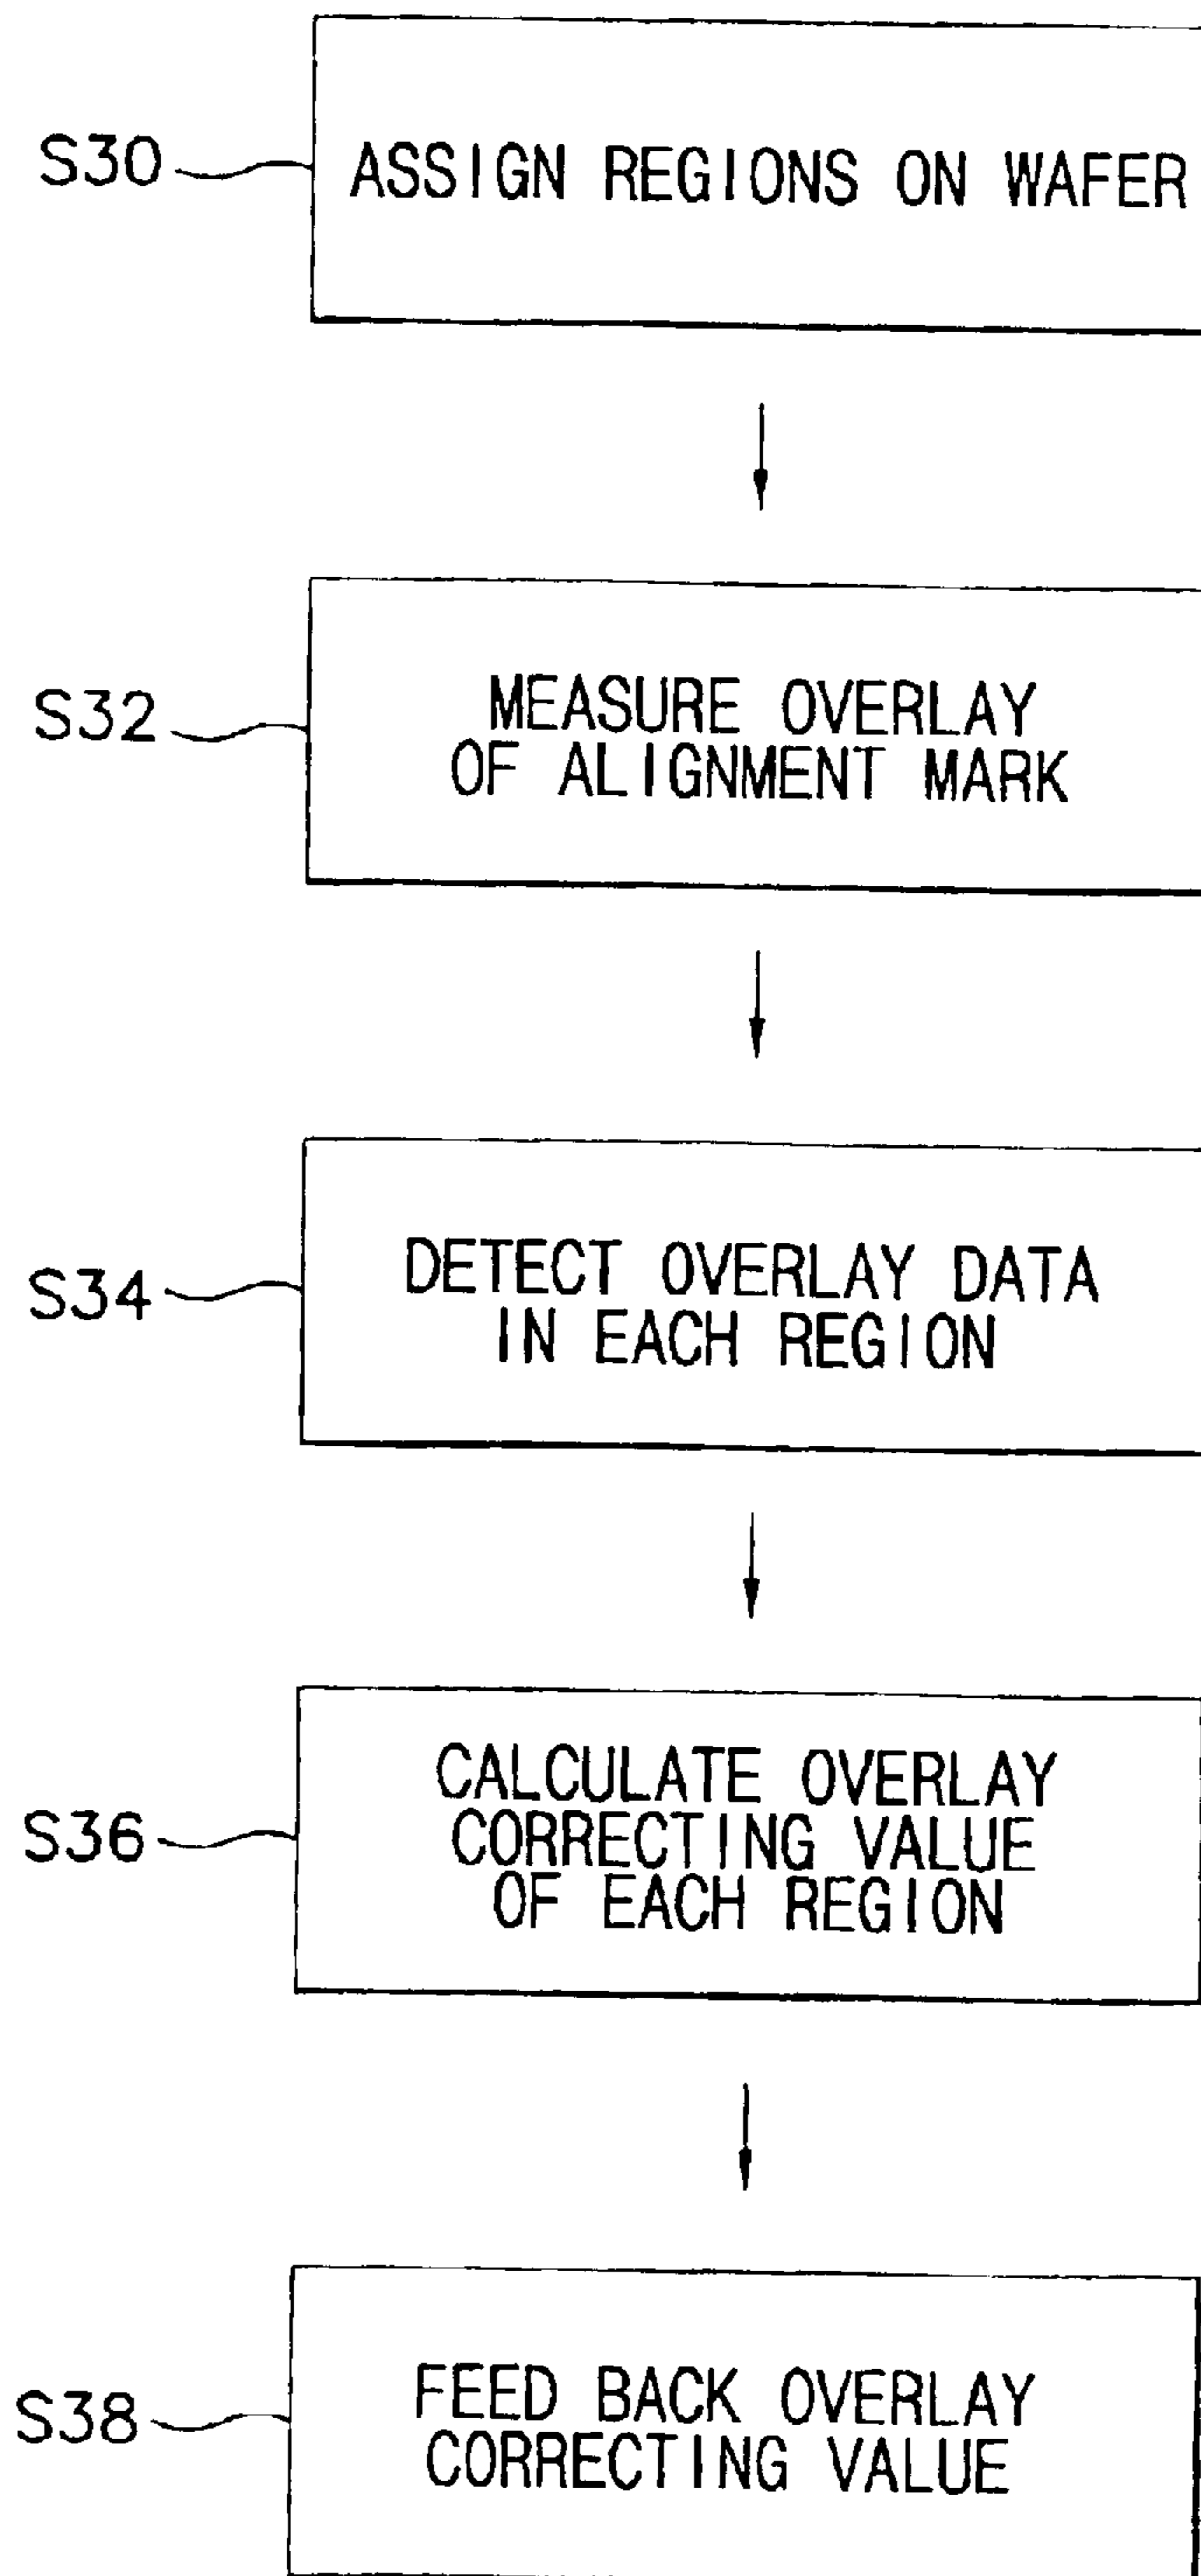 S30
ASSIGN REGIONS ON WAFER
S32
MEASURE OVERLAY
OF ALIGNMENT MARK
S34
DETECT OVERLAY DATA
IN EACH REGION
S36
CALCULATE OVERLAY
CORRECTING VALUE
OF EACH REGION
S38
FEED BACK OVERLAY
CORRECTING VALUE